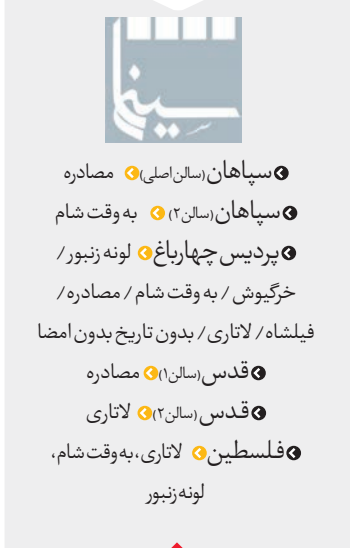 سینما
سپاهان (سالن اصلی) مصادره
سپاهان (سالن۲) به وقت شام
پردیس چهارباغ لونه زنبور /
خرگیوش / به وقت شام / مصادره /
فیلشاه / لاتاری / بدون تاریخ بدون امضا
قدس (سالن۱) مصادره
قدس (سالن۲) لاتاری
فلسطین لاتاری، به وقت شام،
لونه زنبور